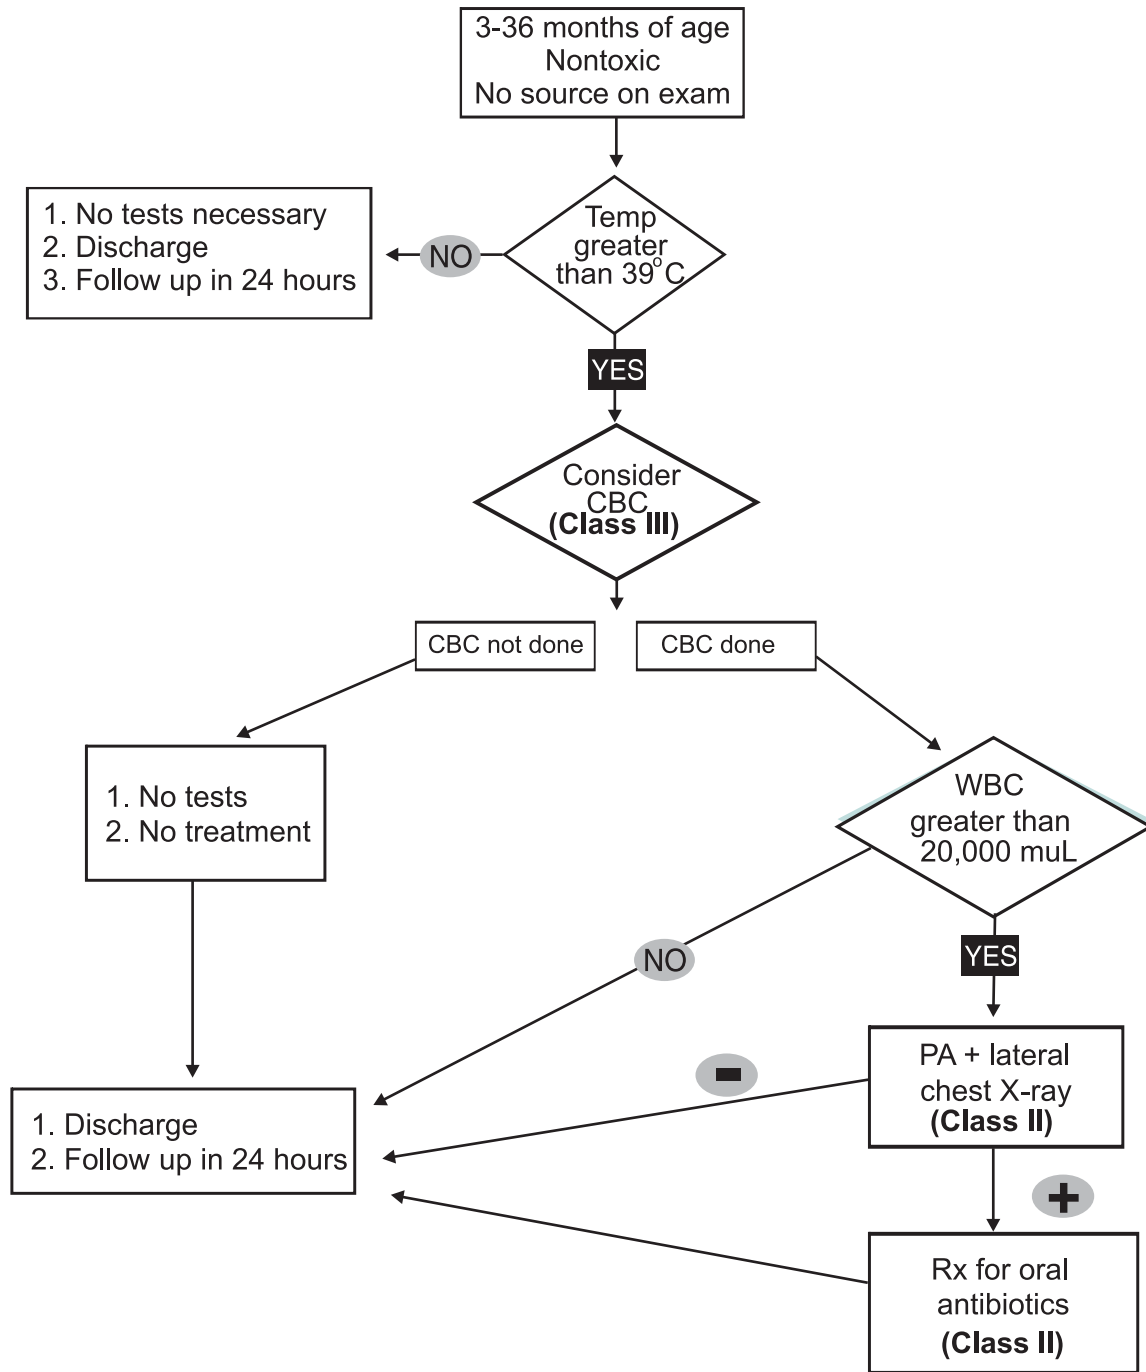 3-36 months of age
Nontoxic
No source on exam
1. No tests necessary
2. Discharge
3. Follow up in 24 hours
NO
Temp
greater
than 39°C
YES
Consider
CBC
(Class III)
CBC not done
CBC done
1. No tests
2. No treatment
WBC
greater than
20,000 muL
NO
YES
PA + lateral
chest X-ray
(Class II)
-
1. Discharge
2. Follow up in 24 hours
+
Rx for oral
antibiotics
(Class II)